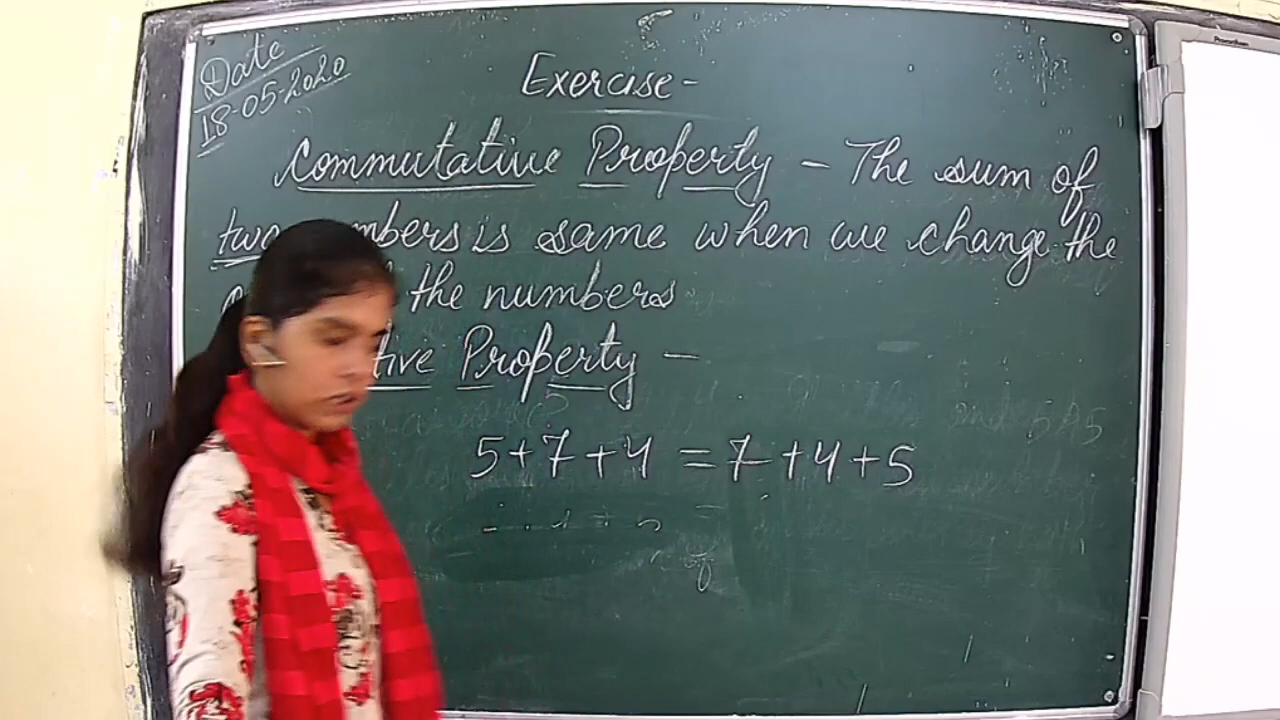 Date
18-05-2020
Exercise-
Commutative Property - The sum of
two numbers is same when we change the
the numbers
tive Property -
5+7+4 = 7+4+5